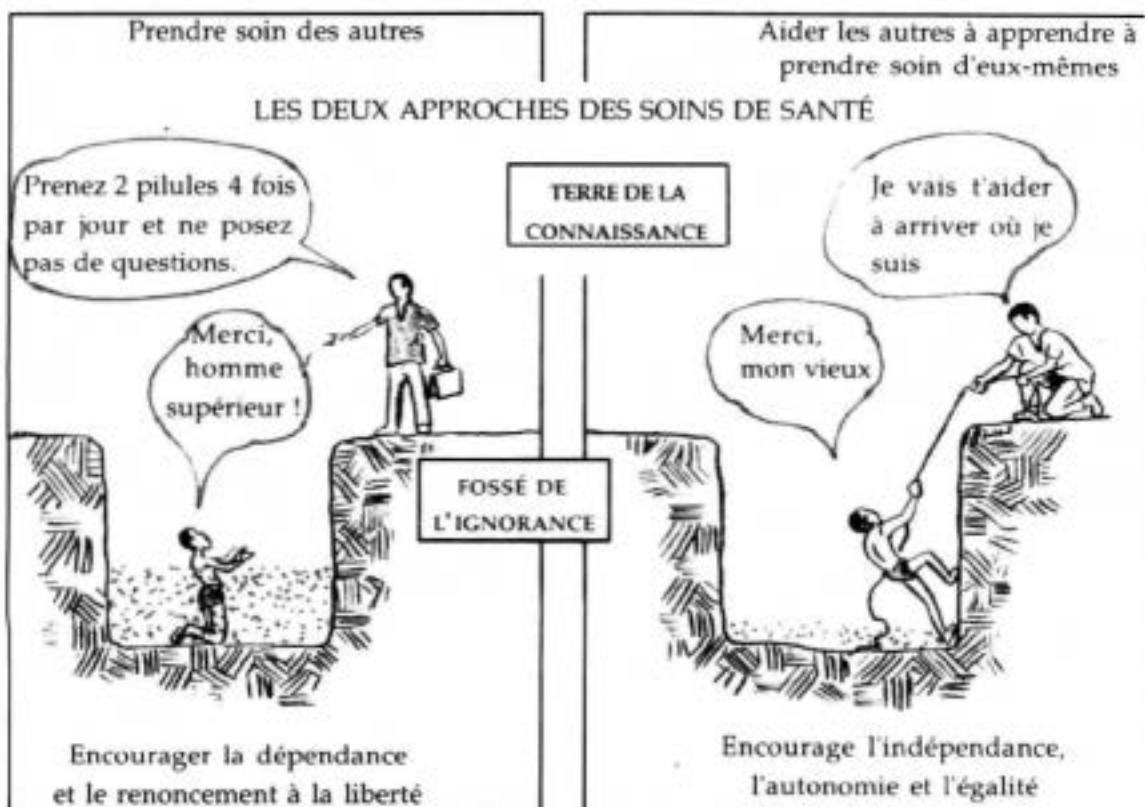 Prendre soin des autres
Aider les autres à apprendre à
prendre soin d'eux-mêmes
LES DEUX APPROCHES DES SOINS DE SANTÉ
Prenez 2 pilules 4 fois
par jour et ne posez
pas de questions.
Merci,
homme
supérieur !
TERRE DE LA
CONNAISSANCE
Je vais t'aider
à arriver où je
suis
Merci,
mon vieux
FOSSÉ DE
L'IGNORANCE
Encourager la dépendance
et le renoncement à la liberté
Encourage l'indépendance,
l'autonomie et l'égalité